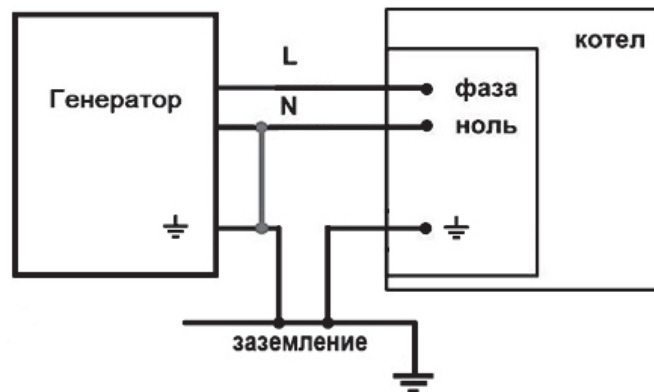 котел
L
фаза
Генератор
N
ноль
заземление